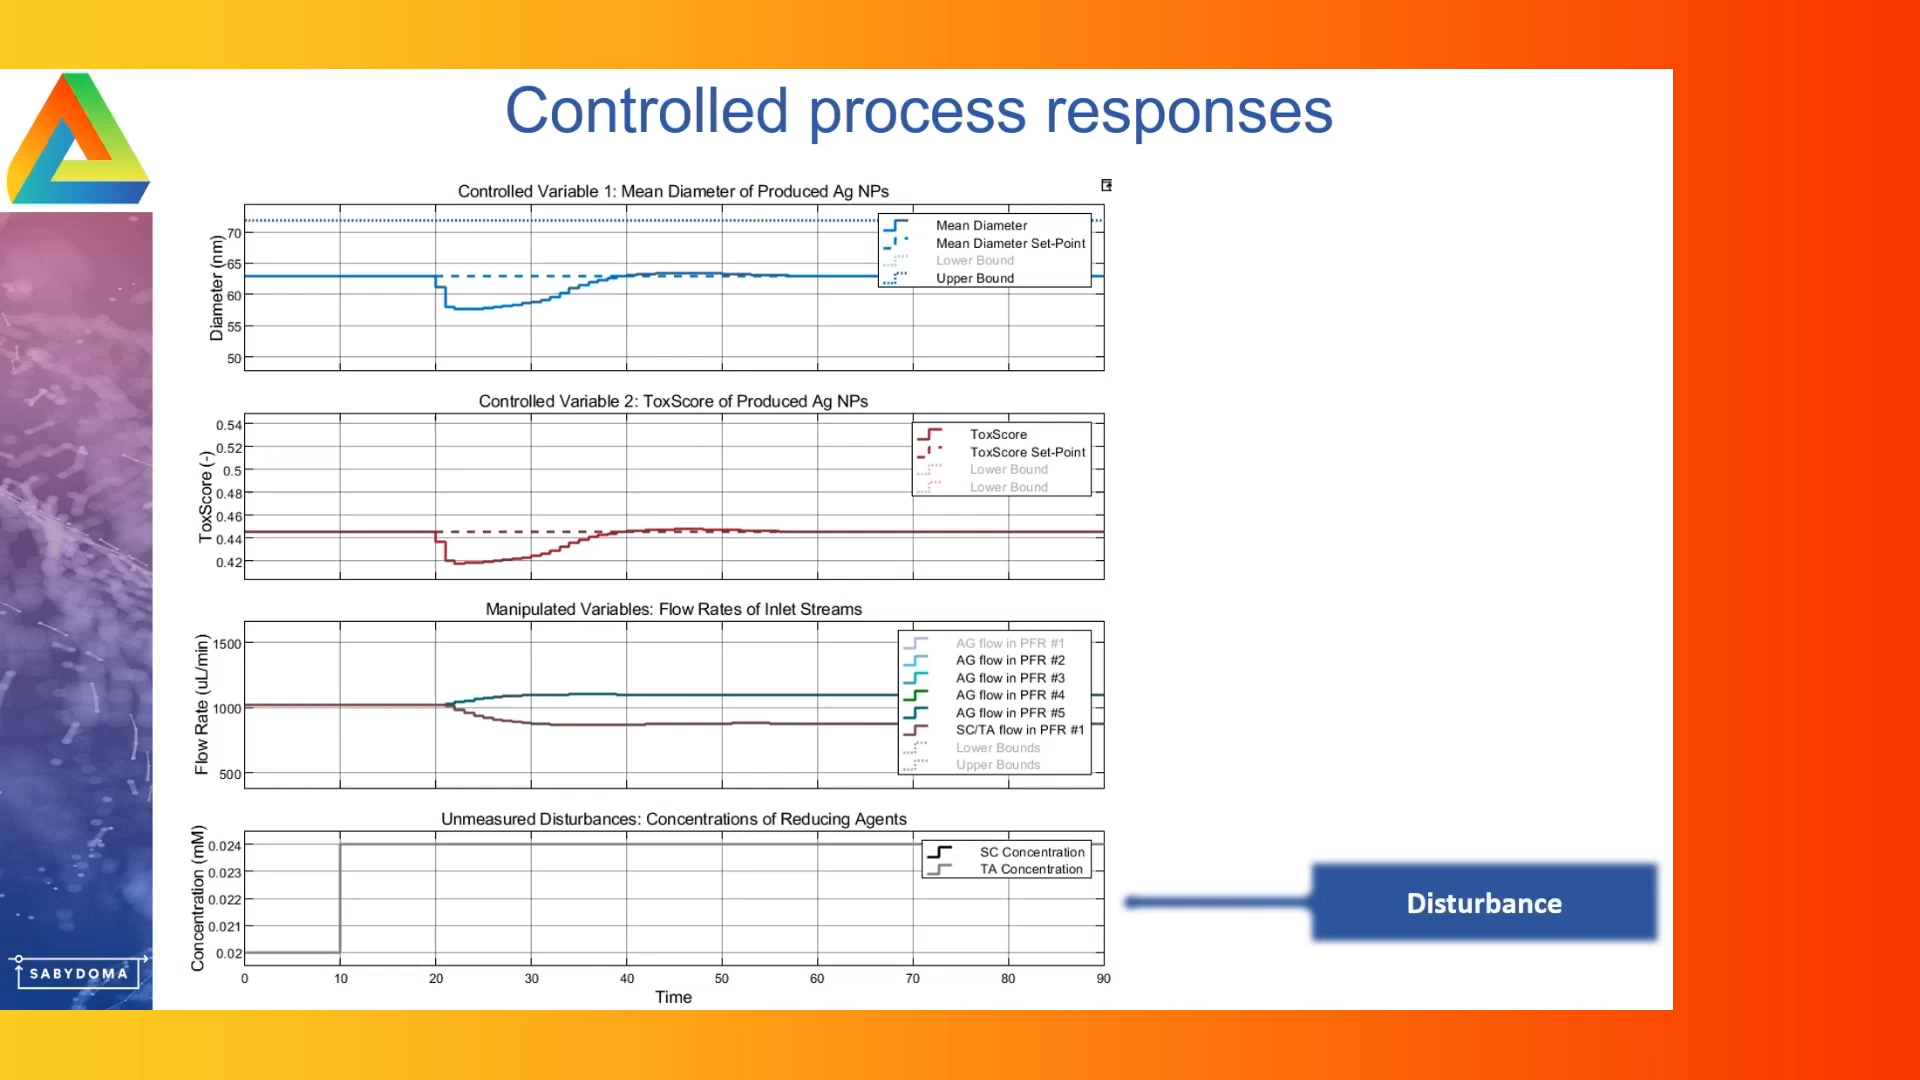 Controlled process responses
Controlled Variable 1: Mean Diameter of Produced Ag NPs
Diameter (nm)
70
65
60
55
50
Mean Diameter
Mean Diameter Set-Point
Lower Bound
Upper Bound
Controlled Variable 2: ToxScore of Produced Ag NPs
ToxScore (-)
0.54
0.52
0.5
0.48
0.46
0.44
0.42
ToxScore
ToxScore Set-Point
Lower Bound
Lower Bound
Manipulated Variables: Flow Rates of Inlet Streams
Flow Rate (uL/min)
1500
1000
500
AG flow in PFR #1
AG flow in PFR #2
AG flow in PFR #3
AG flow in PFR #4
AG flow in PFR #5
SC/TA flow in PFR #1
Lower Bounds
Upper Bounds
Unmeasured Disturbances: Concentrations of Reducing Agents
Concentration (mM)
0.024
0.023
0.022
0.021
0.02
SC Concentration
TA Concentration
0 10 20 30 40 50 60 70 80 90
Time
Disturbance
SABYDOMA